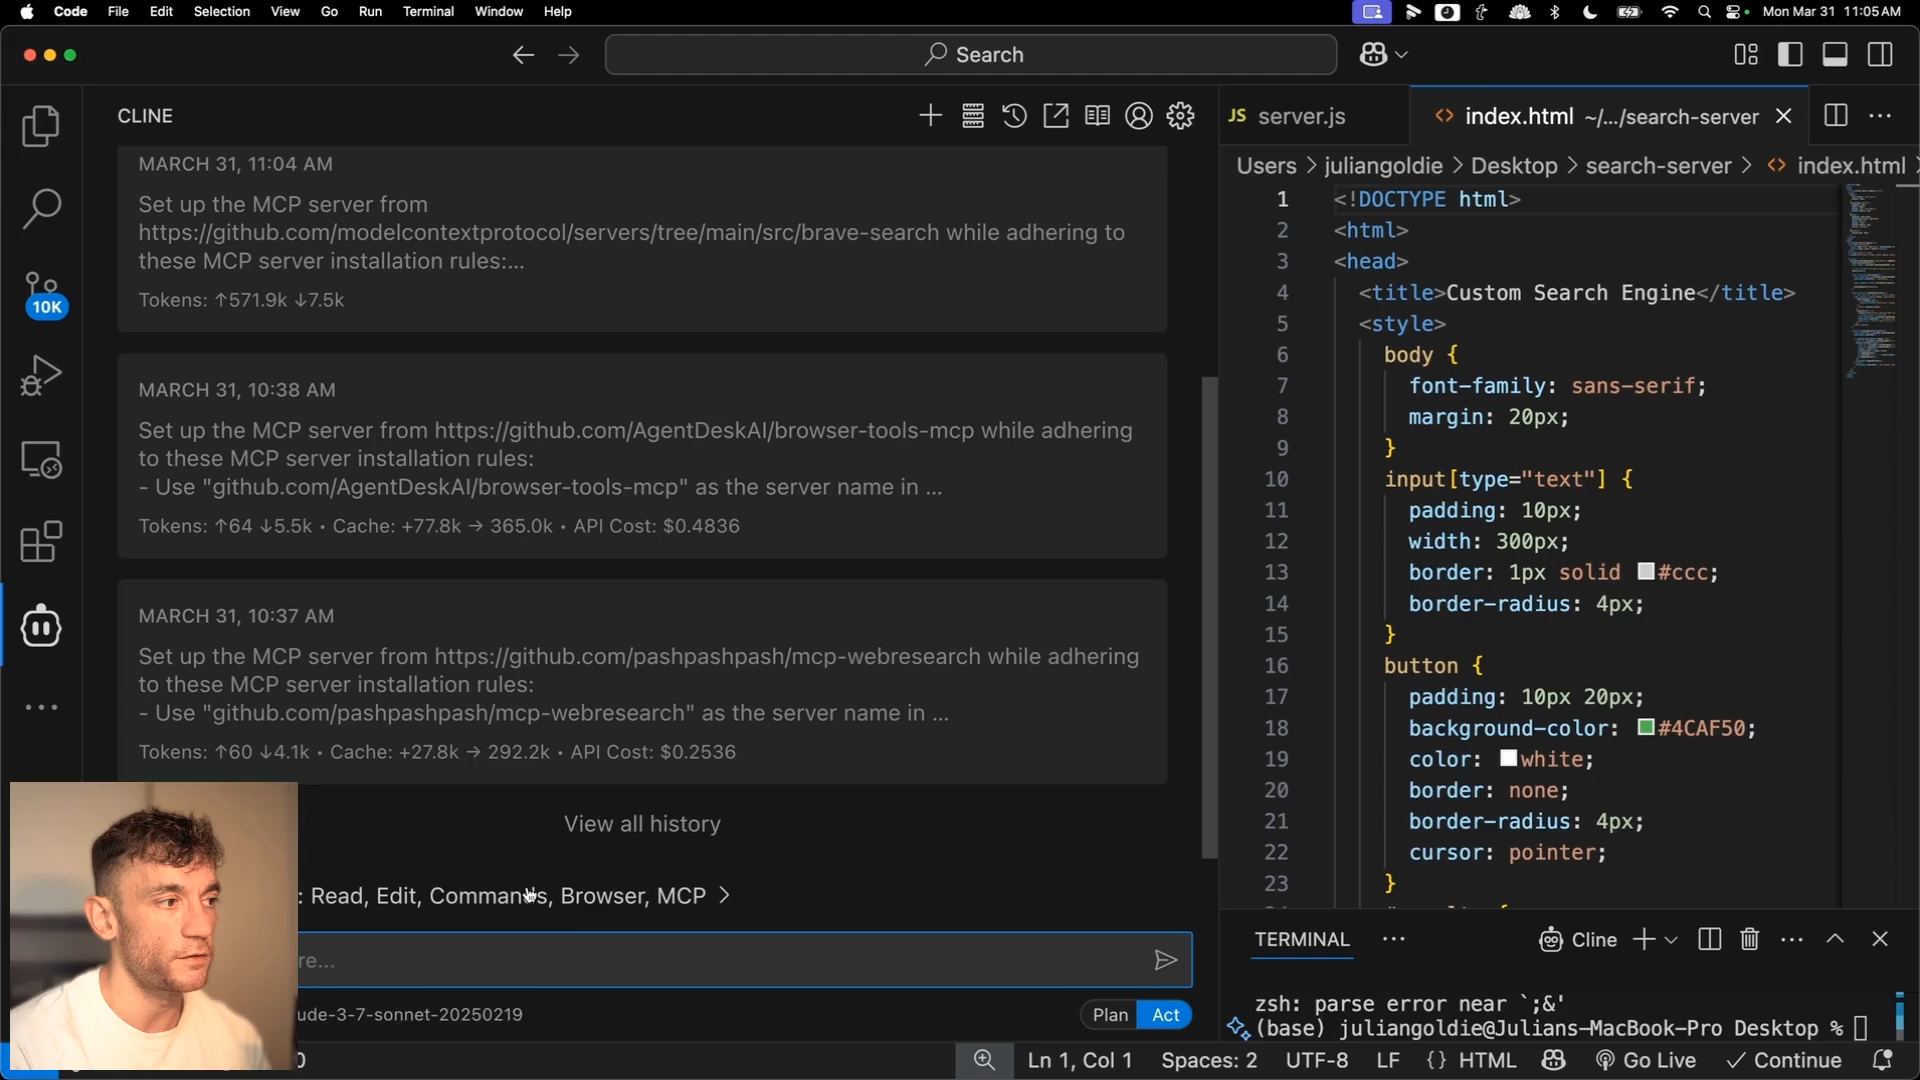 Code File Edit Selection View Go Run Terminal Window Help
Mon Mar 31 11:05 AM
Search
CLINE
MARCH 31, 11:04 AM
Set up the MCP server from
https://github.com/modelcontextprotocol/servers/tree/main/src/brave-search while adhering to
these MCP server installation rules:...
Tokens: ↑571.9k ↓7.5k
MARCH 31, 10:38 AM
Set up the MCP server from https://github.com/AgentDeskAI/browser-tools-mcp while adhering
to these MCP server installation rules:
- Use "github.com/AgentDeskAI/browser-tools-mcp" as the server name in ...
Tokens: ↑64 ↓5.5k • Cache: +77.8k → 365.0k • API Cost: $0.4836
MARCH 31, 10:37 AM
Set up the MCP server from https://github.com/pashpashpash/mcp-webresearch while adhering
to these MCP server installation rules:
- Use "github.com/pashpashpash/mcp-webresearch" as the server name in ...
Tokens: ↑60 ↓4.1k • Cache: +27.8k → 292.2k • API Cost: $0.2536
View all history
: Read, Edit, Commands, Browser, MCP >
re...
ude-3-7-sonnet-20250219
Plan Act
10K
JS server.js
<> index.html ~/.../search-server
Users > juliangoldie > Desktop > search-server > <> index.html >
1 <!DOCTYPE html>
2 <html>
3 <head>
4 <title>Custom Search Engine</title>
5 <style>
6 body {
7 font-family: sans-serif;
8 margin: 20px;
9 }
10 input[type="text"] {
11 padding: 10px;
12 width: 300px;
13 border: 1px solid #ccc;
14 border-radius: 4px;
15 }
16 button {
17 padding: 10px 20px;
18 background-color: #4CAF50;
19 color: white;
20 border: none;
21 border-radius: 4px;
22 cursor: pointer;
23 }
TERMINAL ... Cline
zsh: parse error near `;&'
(base) juliangoldie@Julians-MacBook-Pro Desktop %
0
Ln 1, Col 1 Spaces: 2 UTF-8 LF {} HTML Go Live Continue